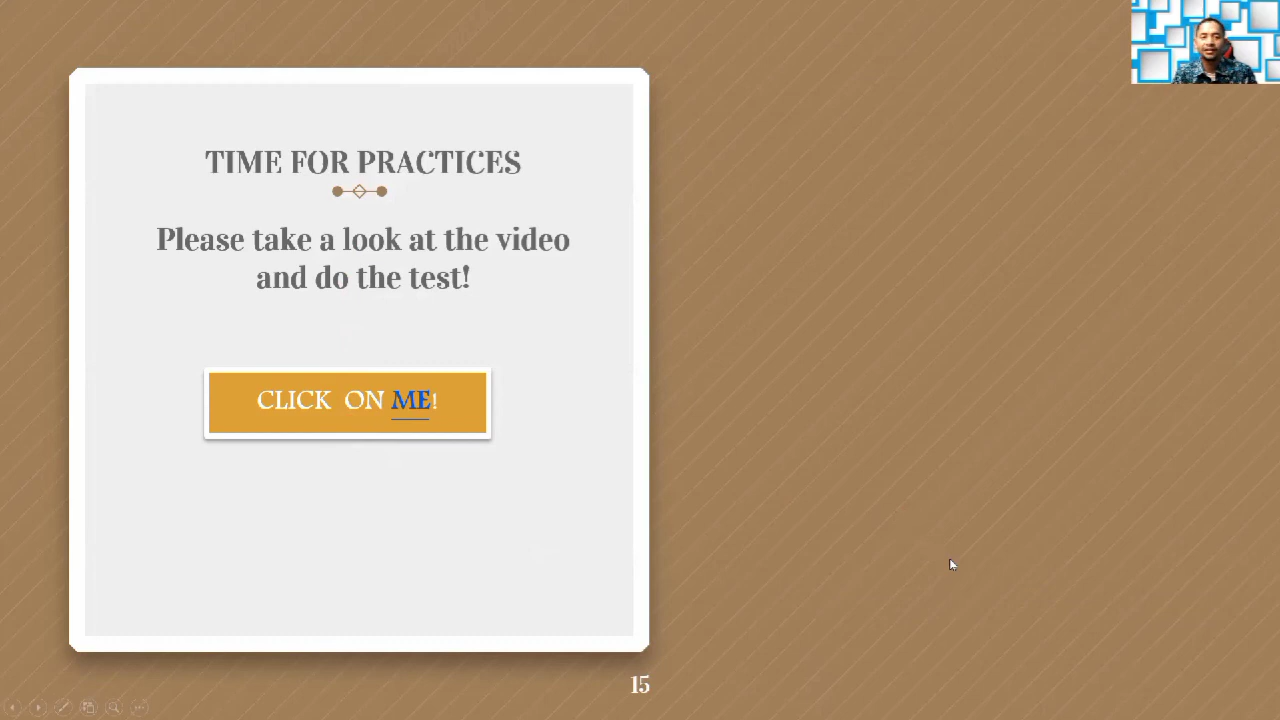 TIME FOR PRACTICES
Please take a look at the video
and do the test!
CLICK ON ME!
15